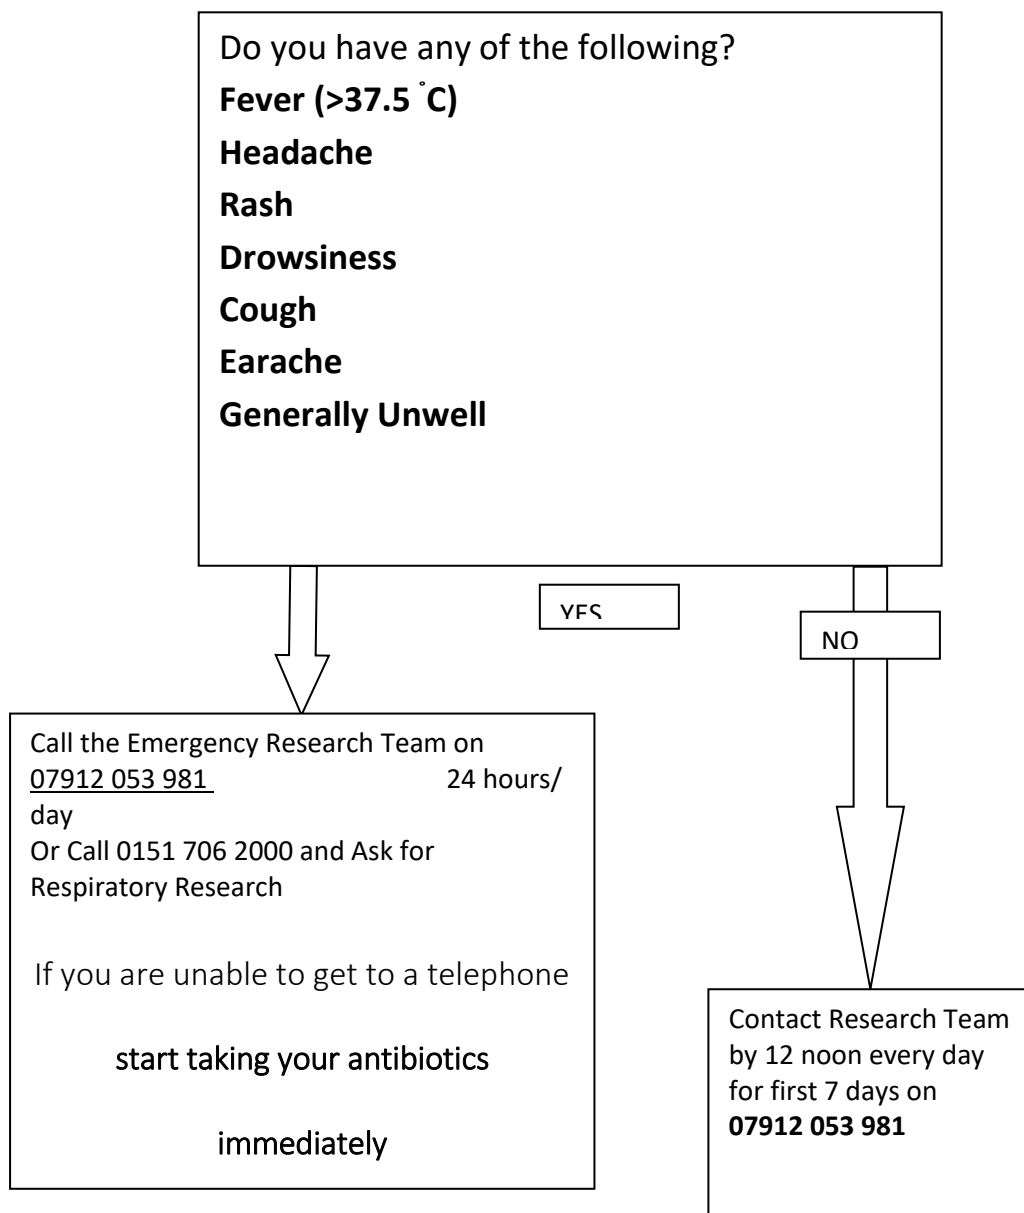 Do you have any of the following?
Fever (>37.5 °C)
Headache
Rash
Drowsiness
Cough
Earache
Generally Unwell
YES
NO
Call the Emergency Research Team on
07912 053 981 24 hours/
day
Or Call 0151 706 2000 and Ask for
Respiratory Research
If you are unable to get to a telephone
start taking your antibiotics
immediately
Contact Research Team
by 12 noon every day
for first 7 days on
07912 053 981